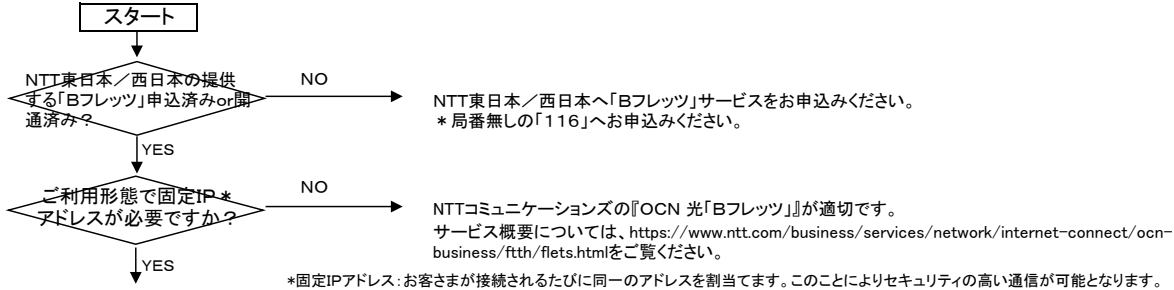 スタート
NTT東日本／西日本の提供
する「Bフレッツ」申込済みor開
通済み？
NO
NTT東日本／西日本へ「Bフレッツ」サービスをお申込みください。
＊局番無しの「116」へお申込みください。
YES
ご利用形態で固定IP＊
アドレスが必要ですか？
NO
NTTコミュニケーションズの『OCN 光「Bフレッツ」』が適切です。
サービス概要については、https://www.ntt.com/business/services/network/internet-connect/ocn-
business/ftth/flets.htmlをご覧ください。
YES
*固定IPアドレス：お客さまが接続されるたびに同一のアドレスを割当てます。このことによりセキュリティの高い通信が可能となります。